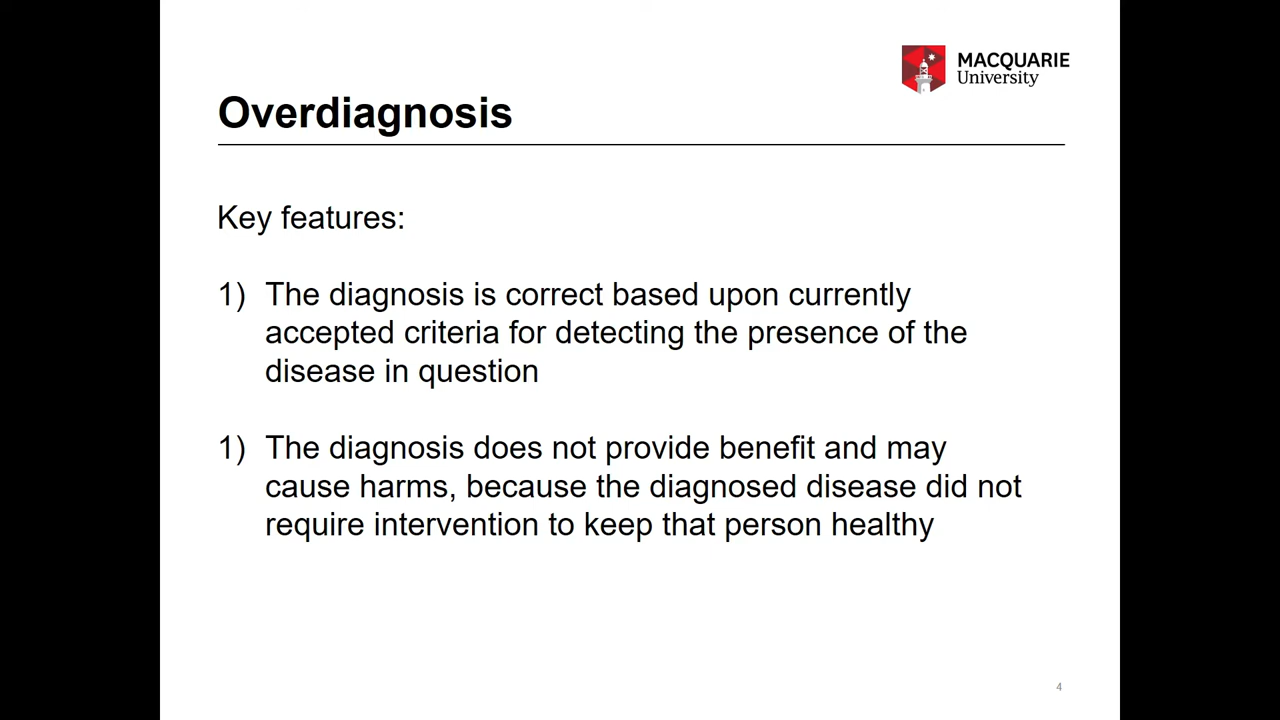 MACQUARIE
University
Overdiagnosis
Key features:
1) The diagnosis is correct based upon currently
accepted criteria for detecting the presence of the
disease in question
1) The diagnosis does not provide benefit and may
cause harms, because the diagnosed disease did not
require intervention to keep that person healthy
4